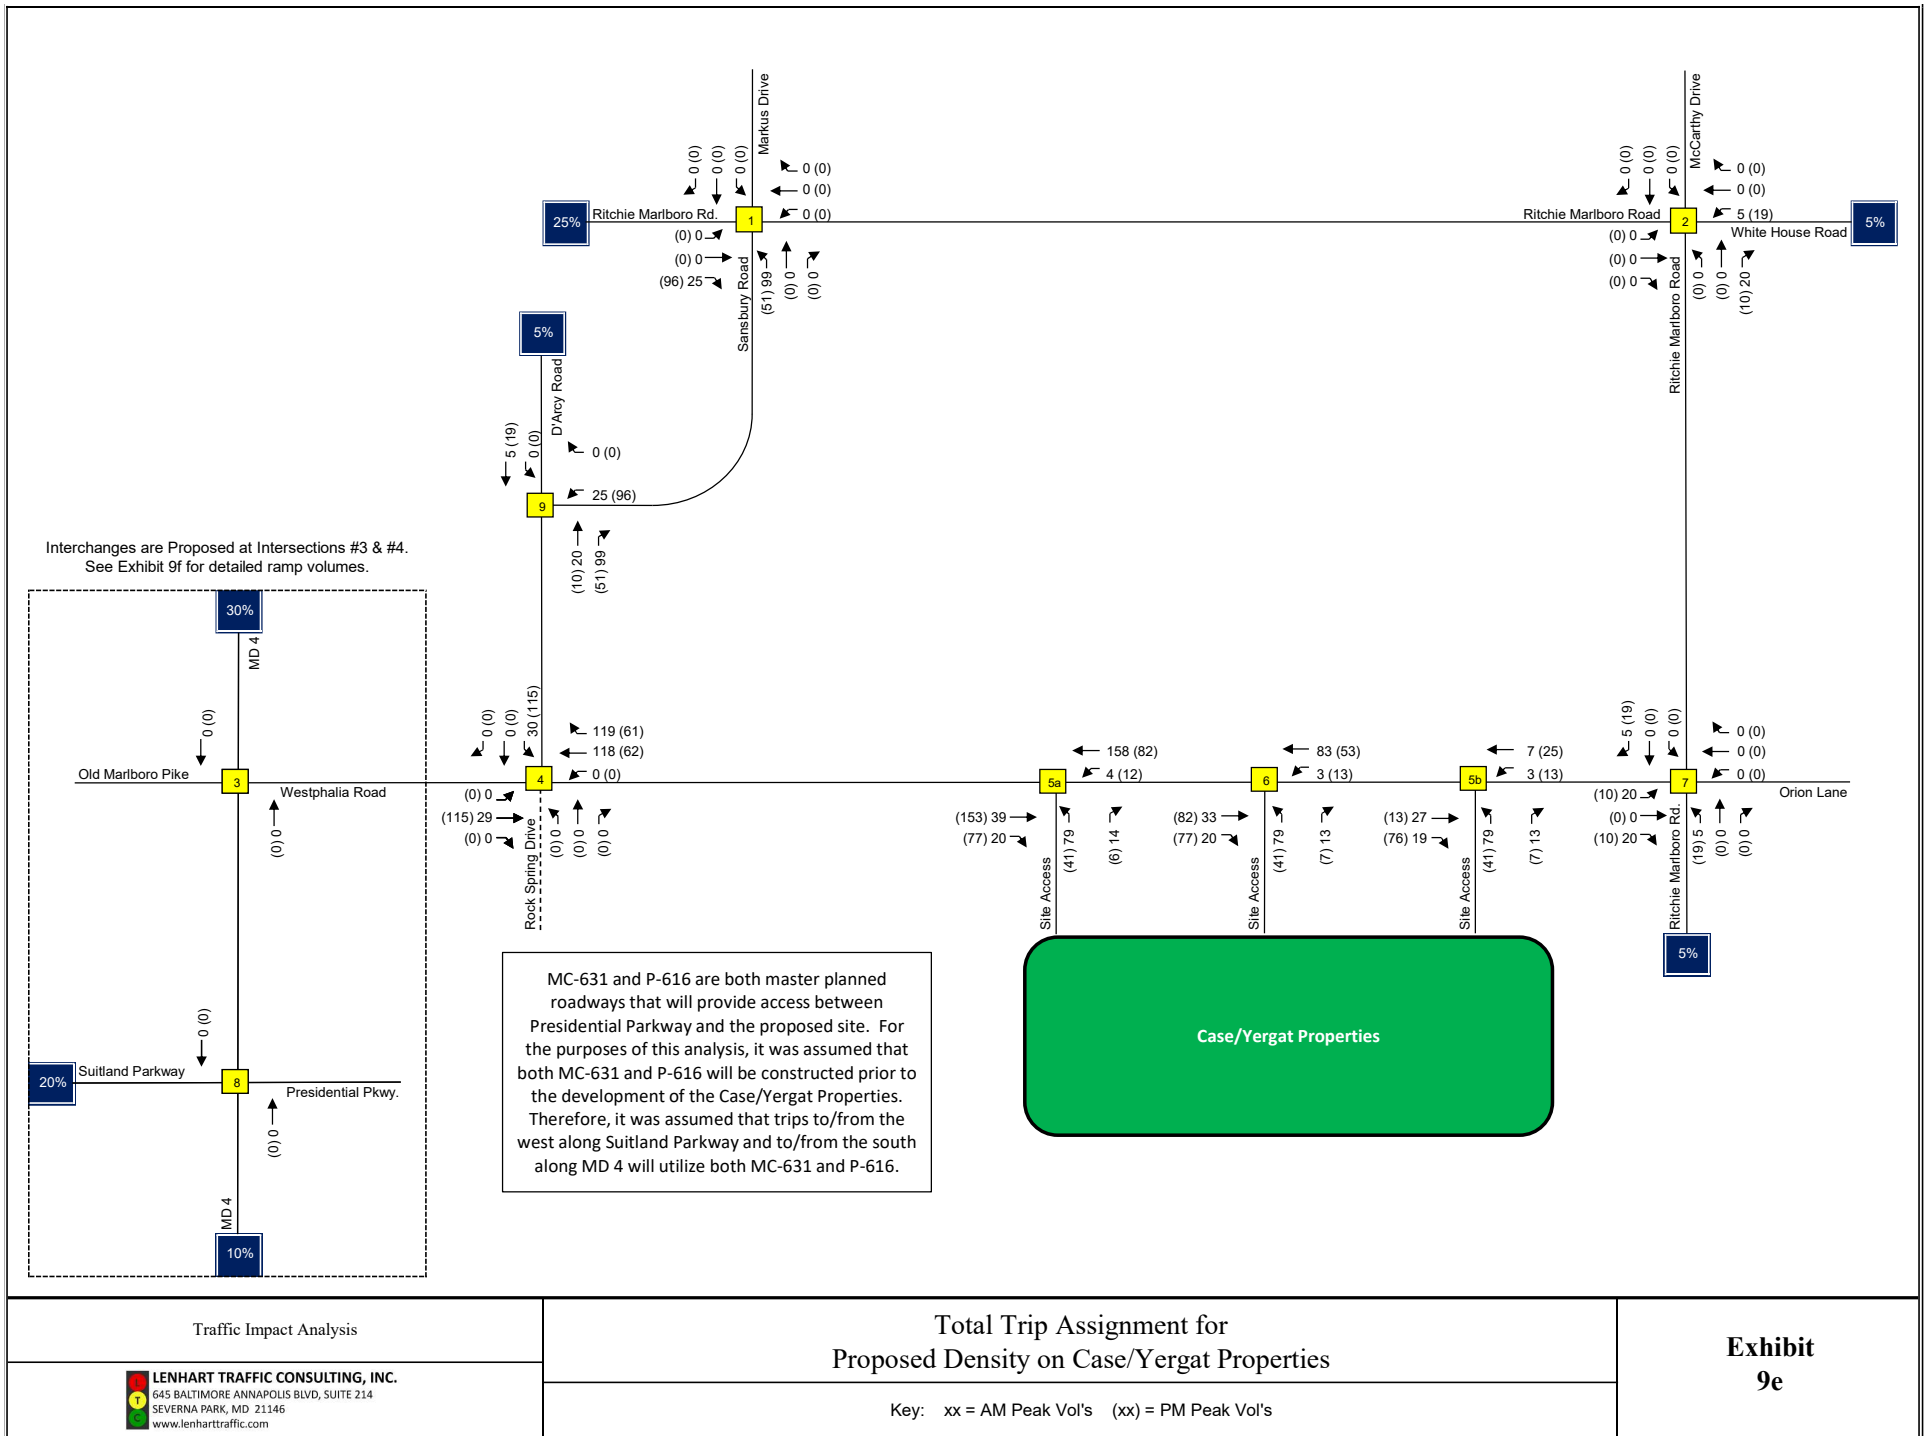 Markus Drive
0 (0)
0 (0)
0 (0)
0 (0)
0 (0)
0 (0)
25%
Ritchie Marlboro Rd.
1
(0) 0
(0) 0
(96) 25
Sansbury Road
(51) 99
(0) 0
(0) 0
McCarthy Drive
0 (0)
0 (0)
0 (0)
0 (0)
0 (0)
5 (19)
Ritchie Marlboro Road
2
White House Road
5%
(0) 0
(0) 0
(0) 0
Ritchie Marlboro Road
(0) 0
(0) 0
(10) 20
5%
D'Arcy Road
5 (19)
0 (0)
0 (0)
25 (96)
9
(10) 20
(51) 99
Interchanges are Proposed at Intersections #3 & #4.
See Exhibit 9f for detailed ramp volumes.
30%
MD 4
0 (0)
Old Marlboro Pike
3
Westphalia Road
(0) 0
0 (0)
0 (0)
30 (115)
119 (61)
118 (62)
0 (0)
4
(0) 0
(115) 29
(0) 0
Rock Spring Drive
(0) 0
(0) 0
(0) 0
158 (82)
4 (12)
5a
(153) 39
(77) 20
Site Access
(41) 79
(6) 14
83 (53)
3 (13)
6
(82) 33
(77) 20
Site Access
(41) 79
(7) 13
7 (25)
3 (13)
5b
(13) 27
(76) 19
Site Access
(41) 79
(7) 13
5 (19)
0 (0)
0 (0)
0 (0)
0 (0)
0 (0)
7
Orion Lane
(10) 20
(0) 0
(10) 20
Ritchie Marlboro Rd.
(19) 5
(0) 0
(0) 0
5%
0 (0)
20%
Suitland Parkway
8
Presidential Pkwy.
(0) 0
MD 4
10%
MC-631 and P-616 are both master planned
roadways that will provide access between
Presidential Parkway and the proposed site. For
the purposes of this analysis, it was assumed that
both MC-631 and P-616 will be constructed prior to
the development of the Case/Yergat Properties.
Therefore, it was assumed that trips to/from the
west along Suitland Parkway and to/from the south
along MD 4 will utilize both MC-631 and P-616.
Case/Yergat Properties
Traffic Impact Analysis
L
T
C
LENHART TRAFFIC CONSULTING, INC.
645 BALTIMORE ANNAPOLIS BLVD, SUITE 214
SEVERNA PARK, MD 21146
www.lenharttraffic.com
Total Trip Assignment for
Proposed Density on Case/Yergat Properties
Key: xx = AM Peak Vol's (xx) = PM Peak Vol's
Exhibit
9e